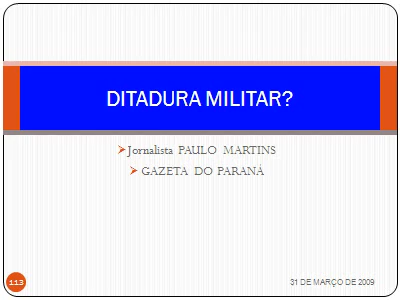 DITADURA MILITAR?
Jornalista PAULO MARTINS
GAZETA DO PARANÁ
113
31 DE MARÇO DE 2009